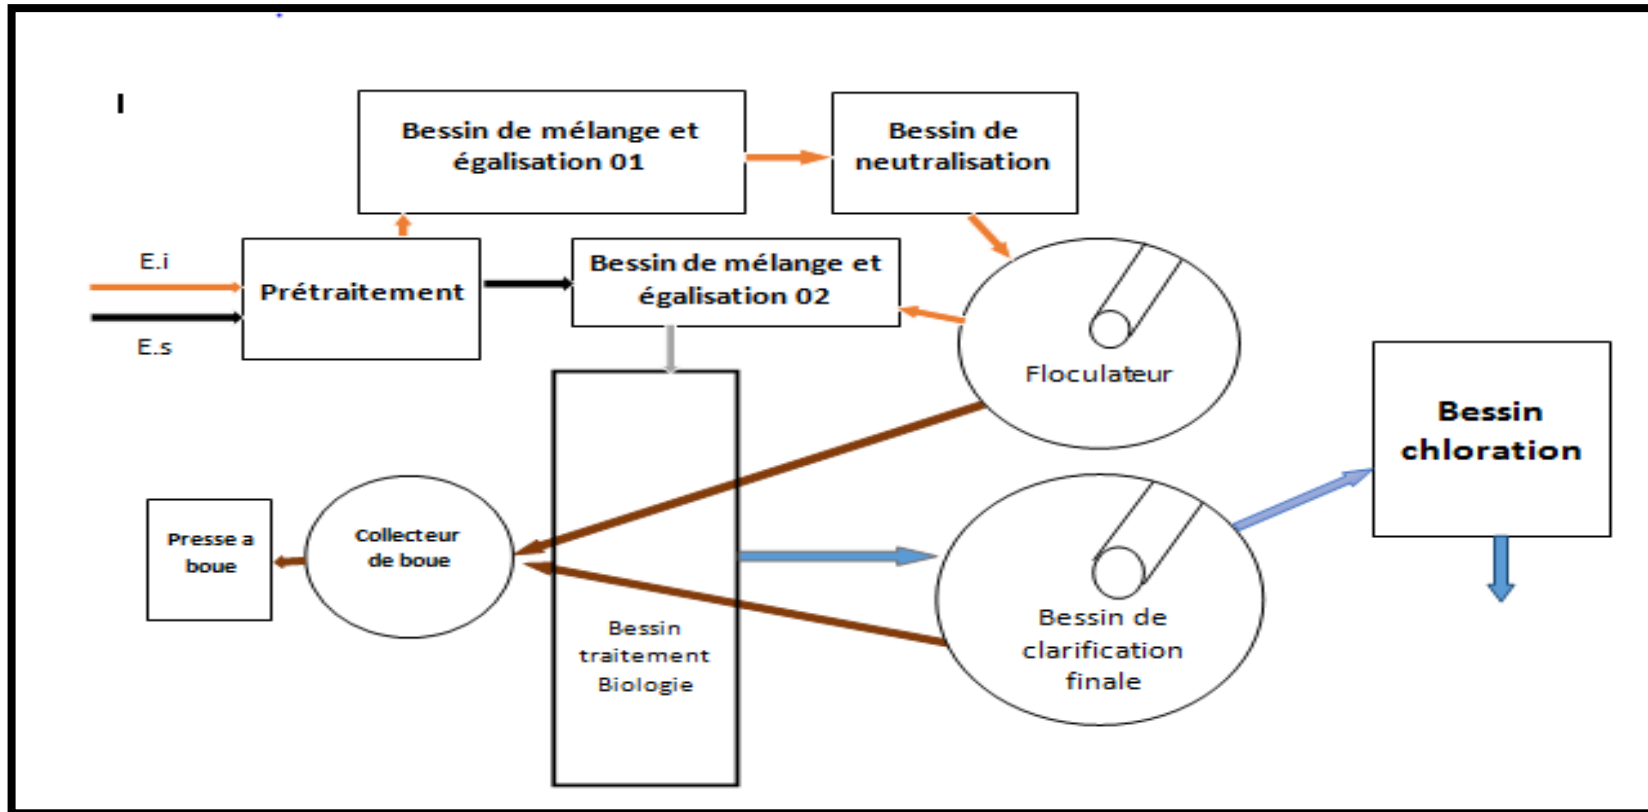 I
Bessin de mélange et
égalisation 01
Bessin de
neutralisation
E.i
Prétraitement
E.s
Bessin de mélange et
égalisation 02
Floculateur
Bessin
chloration
Presse a
boue
Collecteur
de boue
Bessin
traitement
Biologie
Bessin de
clarification
finale